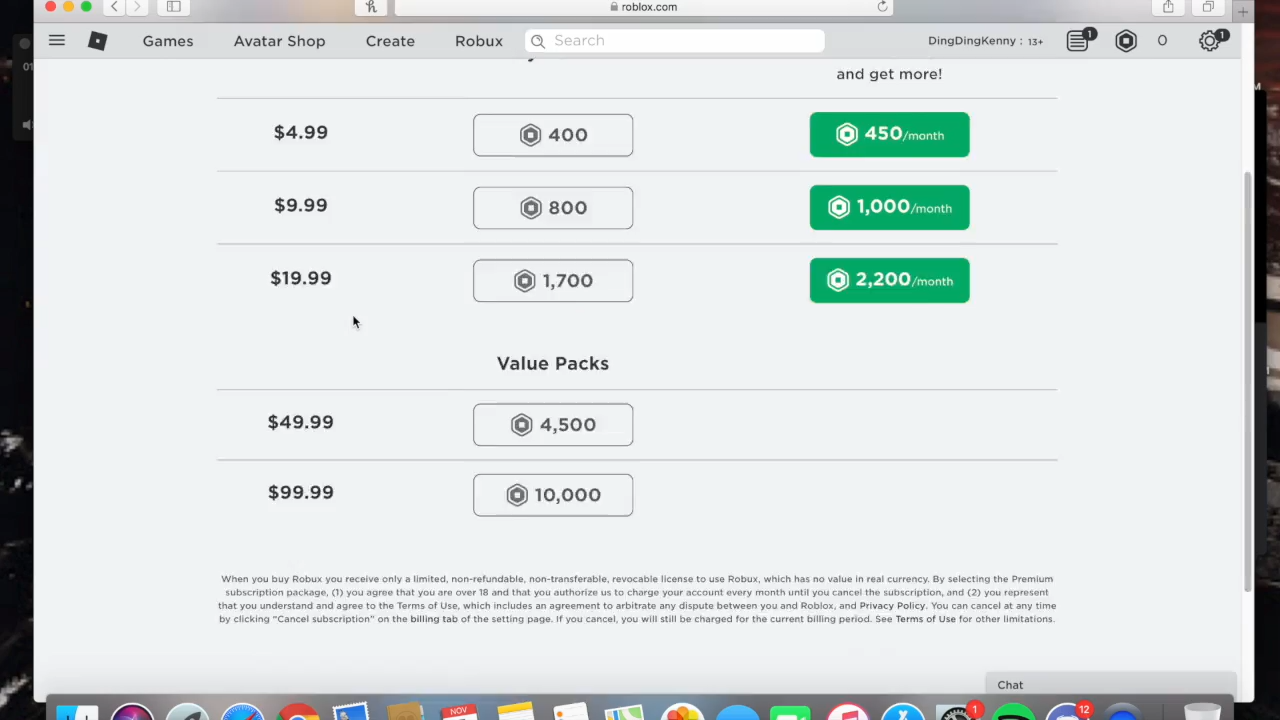 roblox.com
Games Avatar Shop Create Robux Search DingDingKenny : 13+ 1 0 1
and get more!
$4.99 400 450/month
$9.99 800 1,000/month
$19.99 1,700 2,200/month
Value Packs
$49.99 4,500
$99.99 10,000
When you buy Robux you receive only a limited, non-refundable, non-transferable, revocable license to use Robux, which has no value in real currency. By selecting the Premium
subscription package, (1) you agree that you are over 18 and that you authorize us to charge your account every month until you cancel the subscription, and (2) you represent
that you understand and agree to the Terms of Use, which includes an agreement to arbitrate any dispute between you and Roblox, and Privacy Policy. You can cancel at any time
by clicking “Cancel subscription” on the billing tab of the setting page. If you cancel, you will still be charged for the current billing period. See Terms of Use for other limitations.
Chat
NOV 1 12